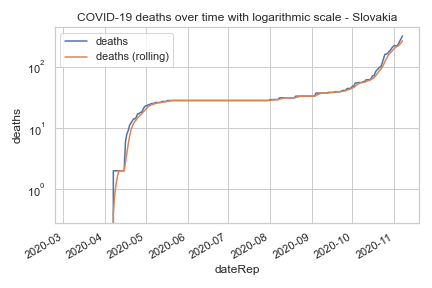 COVID-19 deaths over time with logarithmic scale - Slovakia
deaths
deaths (rolling)
10²
10¹
10⁰
deaths
2020-03
2020-04
2020-05
2020-06
2020-07
2020-08
2020-09
2020-10
2020-11
dateRep